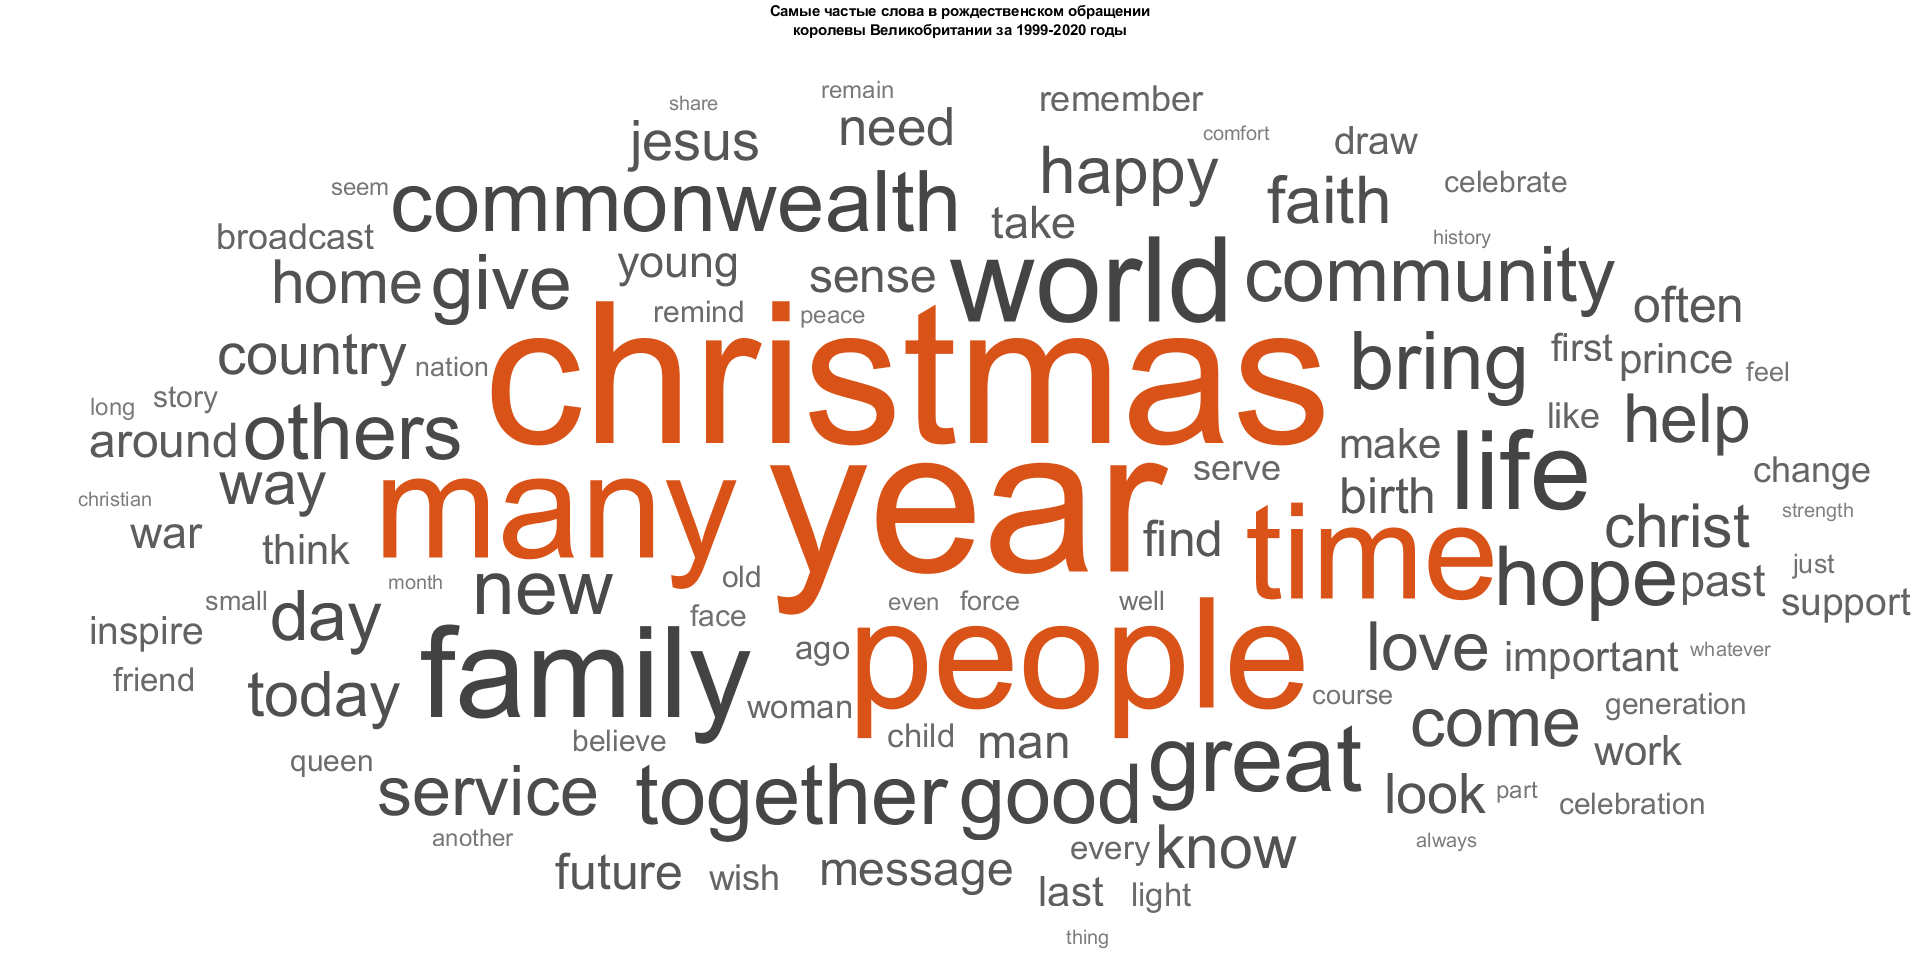 Самые частые слова в рождественском обращении
королевы Великобритании за 1999-2020 годы
share remain remember
jesus need comfort draw
seem commonwealth happy faith celebrate
broadcast take history
home give young sense world community often
remind peace
country nation christmas bring first prince feel
long story like help
around others make life
way many year serve change
christian birth strength
war think find time christ
new old hope past just
small month even force well support
inspire day face
friend family ago people love important whatever
today woman course generation
believe child man come work
queen great
service together good look part celebration
another every know always
future wish message
last light
thing